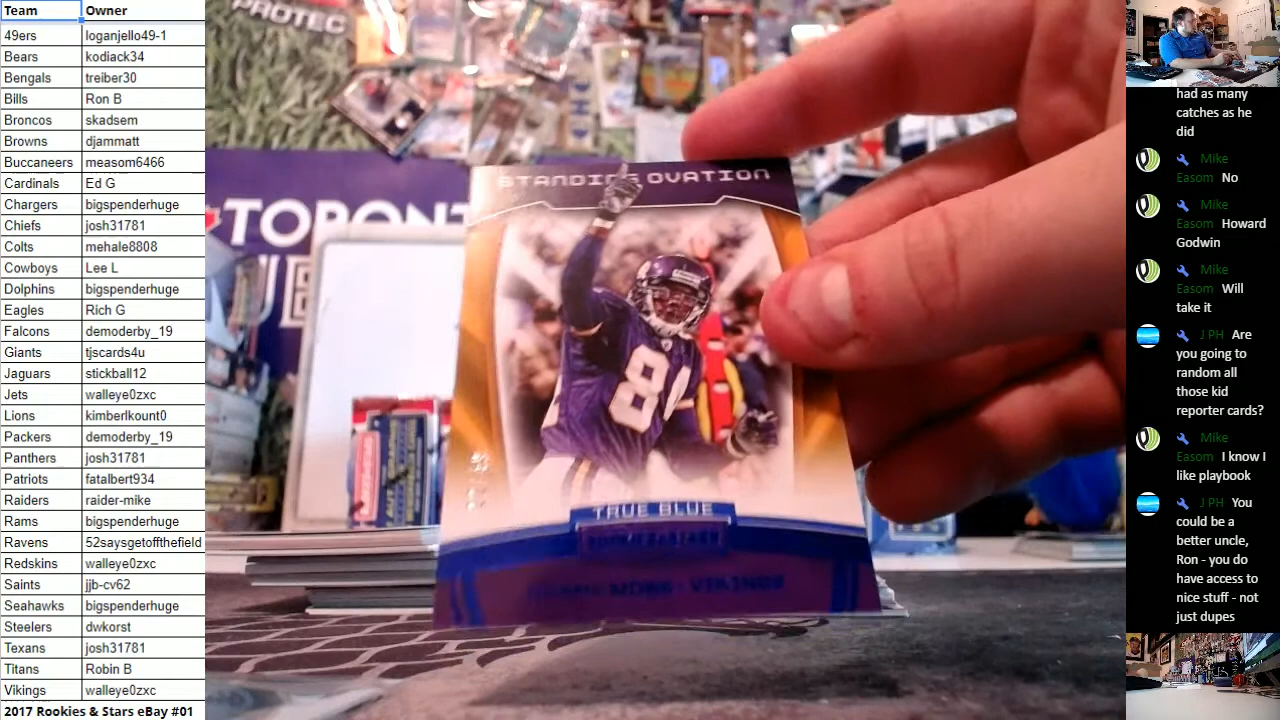 Team Owner
49ers loganjello49-1
Bears kodiack34
Bengals treiber30
Bills Ron B
Broncos skadsem
Browns djammatt
Buccaneers measom6466
Cardinals Ed G
Chargers bigspenderhuge
Chiefs josh31781
Colts mehale8808
Cowboys Lee L
Dolphins bigspenderhuge
Eagles Rich G
Falcons demoderby_19
Giants tjscards4u
Jaguars stickball12
Jets walleye0zxc
Lions kimberlkount0
Packers demoderby_19
Panthers josh31781
Patriots fatalbert934
Raiders raider-mike
Rams bigspenderhuge
Ravens 52saysgetoffthefield
Redskins walleye0zxc
Saints jjb-cv62
Seahawks bigspenderhuge
Steelers dwkorst
Texans josh31781
Titans Robin B
Vikings walleye0zxc
2017 Rookies & Stars eBay #01
PROTEC
TORONT
STANDING OVATION
84
TRUE BLUE
VIKINGS
had as many
catches as he
did
Mike
Easom No
Mike
Easom Howard
Godwin
Mike
Easom Will
take it
J PH Are
you going to
random all
those kid
reporter cards?
Mike
Easom I know I
like playbook
J PH You
could be a
better uncle,
Ron - you do
have access to
nice stuff - not
just dupes